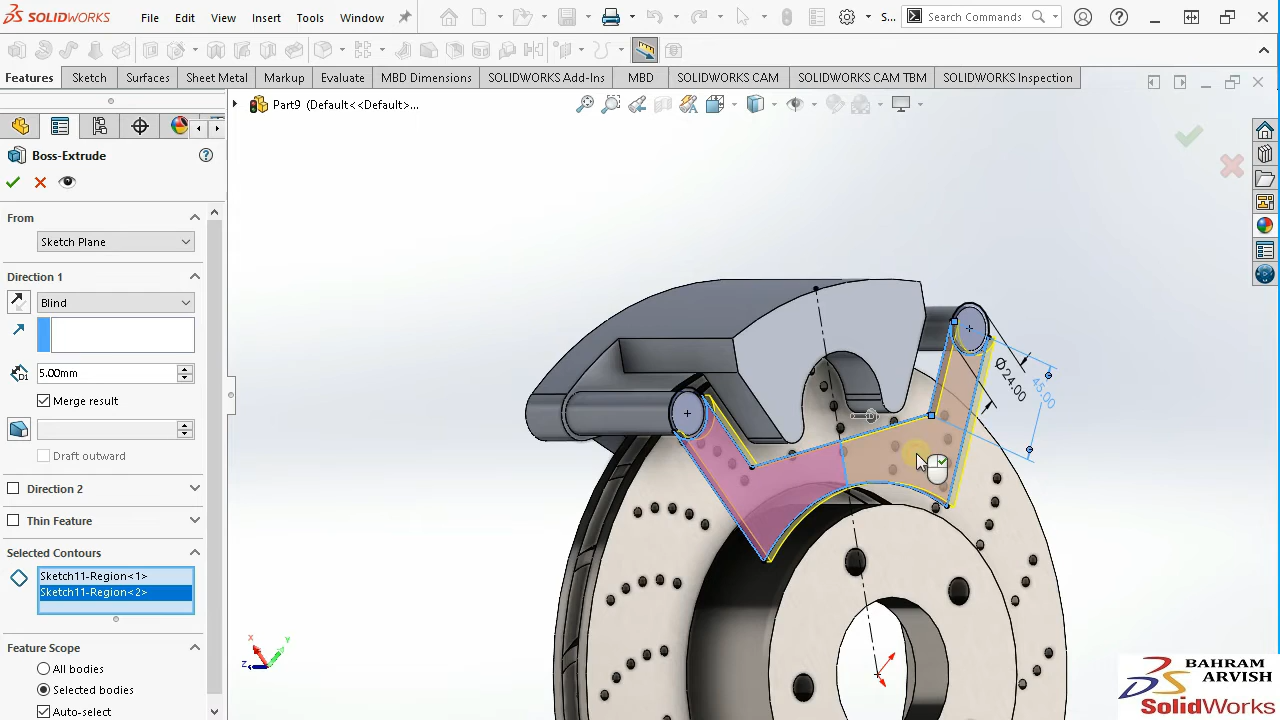 SOLIDWORKS File Edit View Insert Tools Window S... Search Commands
Features Sketch Surfaces Sheet Metal Markup Evaluate MBD Dimensions SOLIDWORKS Add-Ins MBD SOLIDWORKS CAM SOLIDWORKS CAM TBM SOLIDWORKS Inspection
Part9 (Default<<Default>...
Boss-Extrude
From
Sketch Plane
Direction 1
Blind
5.00mm
Merge result
Draft outward
Direction 2
Thin Feature
Selected Contours
Sketch11-Region<1>
Sketch11-Region<2>
Feature Scope
All bodies
Selected bodies
Auto-select
Ø24.00
45.00
X
Y
Z
BAHRAM
ARVISH
SolidWorks